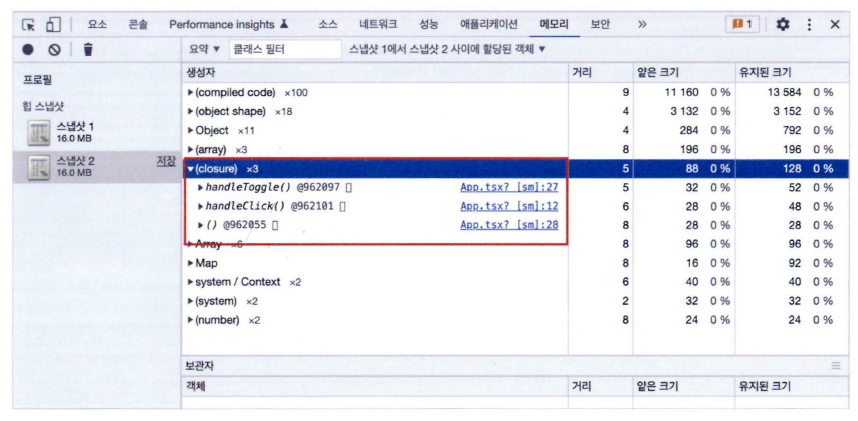 요소 콘솔 Performance insights 소스 네트워크 성능 애플리케이션 메모리 보안 » 1
요약 ▼ 클래스 필터 스냅샷 1에서 스냅샷 2 사이에 할당된 객체 ▼
프로필
힙 스냅샷
스냅샷 1
16.0 MB
스냅샷 2 저장
16.0 MB
생성자 거리 얕은 크기 유지된 크기
▶(compiled code) ×100 9 11 160 0 % 13 584 0 %
▶(object shape) ×18 4 3 132 0 % 3 152 0 %
▶Object ×11 4 284 0 % 792 0 %
▶(array) ×3 8 196 0 % 196 0 %
▼(closure) ×3 5 88 0 % 128 0 %
▶handleToggle() @962097 App.tsx? [sm]:27 5 32 0 % 52 0 %
▶handleClick() @962101 App.tsx? [sm]:12 6 28 0 % 48 0 %
▶() @962055 App.tsx? [sm]:28 8 28 0 % 28 0 %
▶Array ×6 8 96 0 % 96 0 %
▶Map 8 16 0 % 92 0 %
▶system / Context ×2 6 40 0 % 40 0 %
▶(system) ×2 2 32 0 % 32 0 %
▶(number) ×2 8 24 0 % 24 0 %
보관자
객체 거리 얕은 크기 유지된 크기